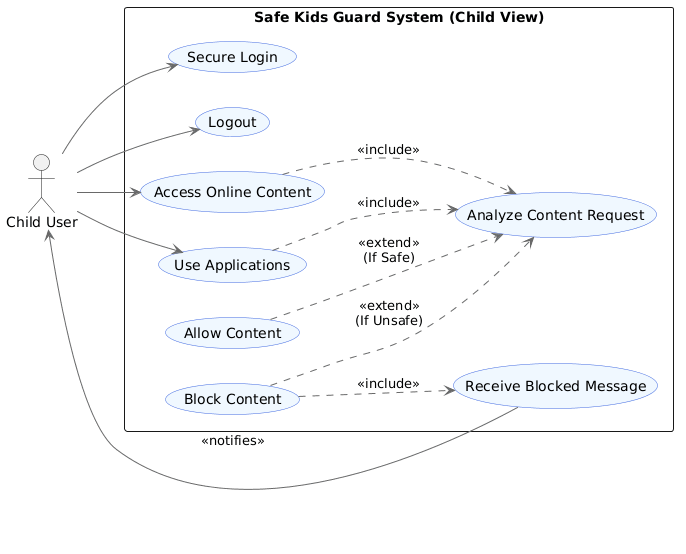 Safe Kids Guard System (Child View)
Secure Login
Logout
«include»
Access Online Content
«include»
Analyze Content Request
Child User
«extend»
(If Safe)
Use Applications
«extend»
(If Unsafe)
Allow Content
«include»
Receive Blocked Message
Block Content
«notifies»